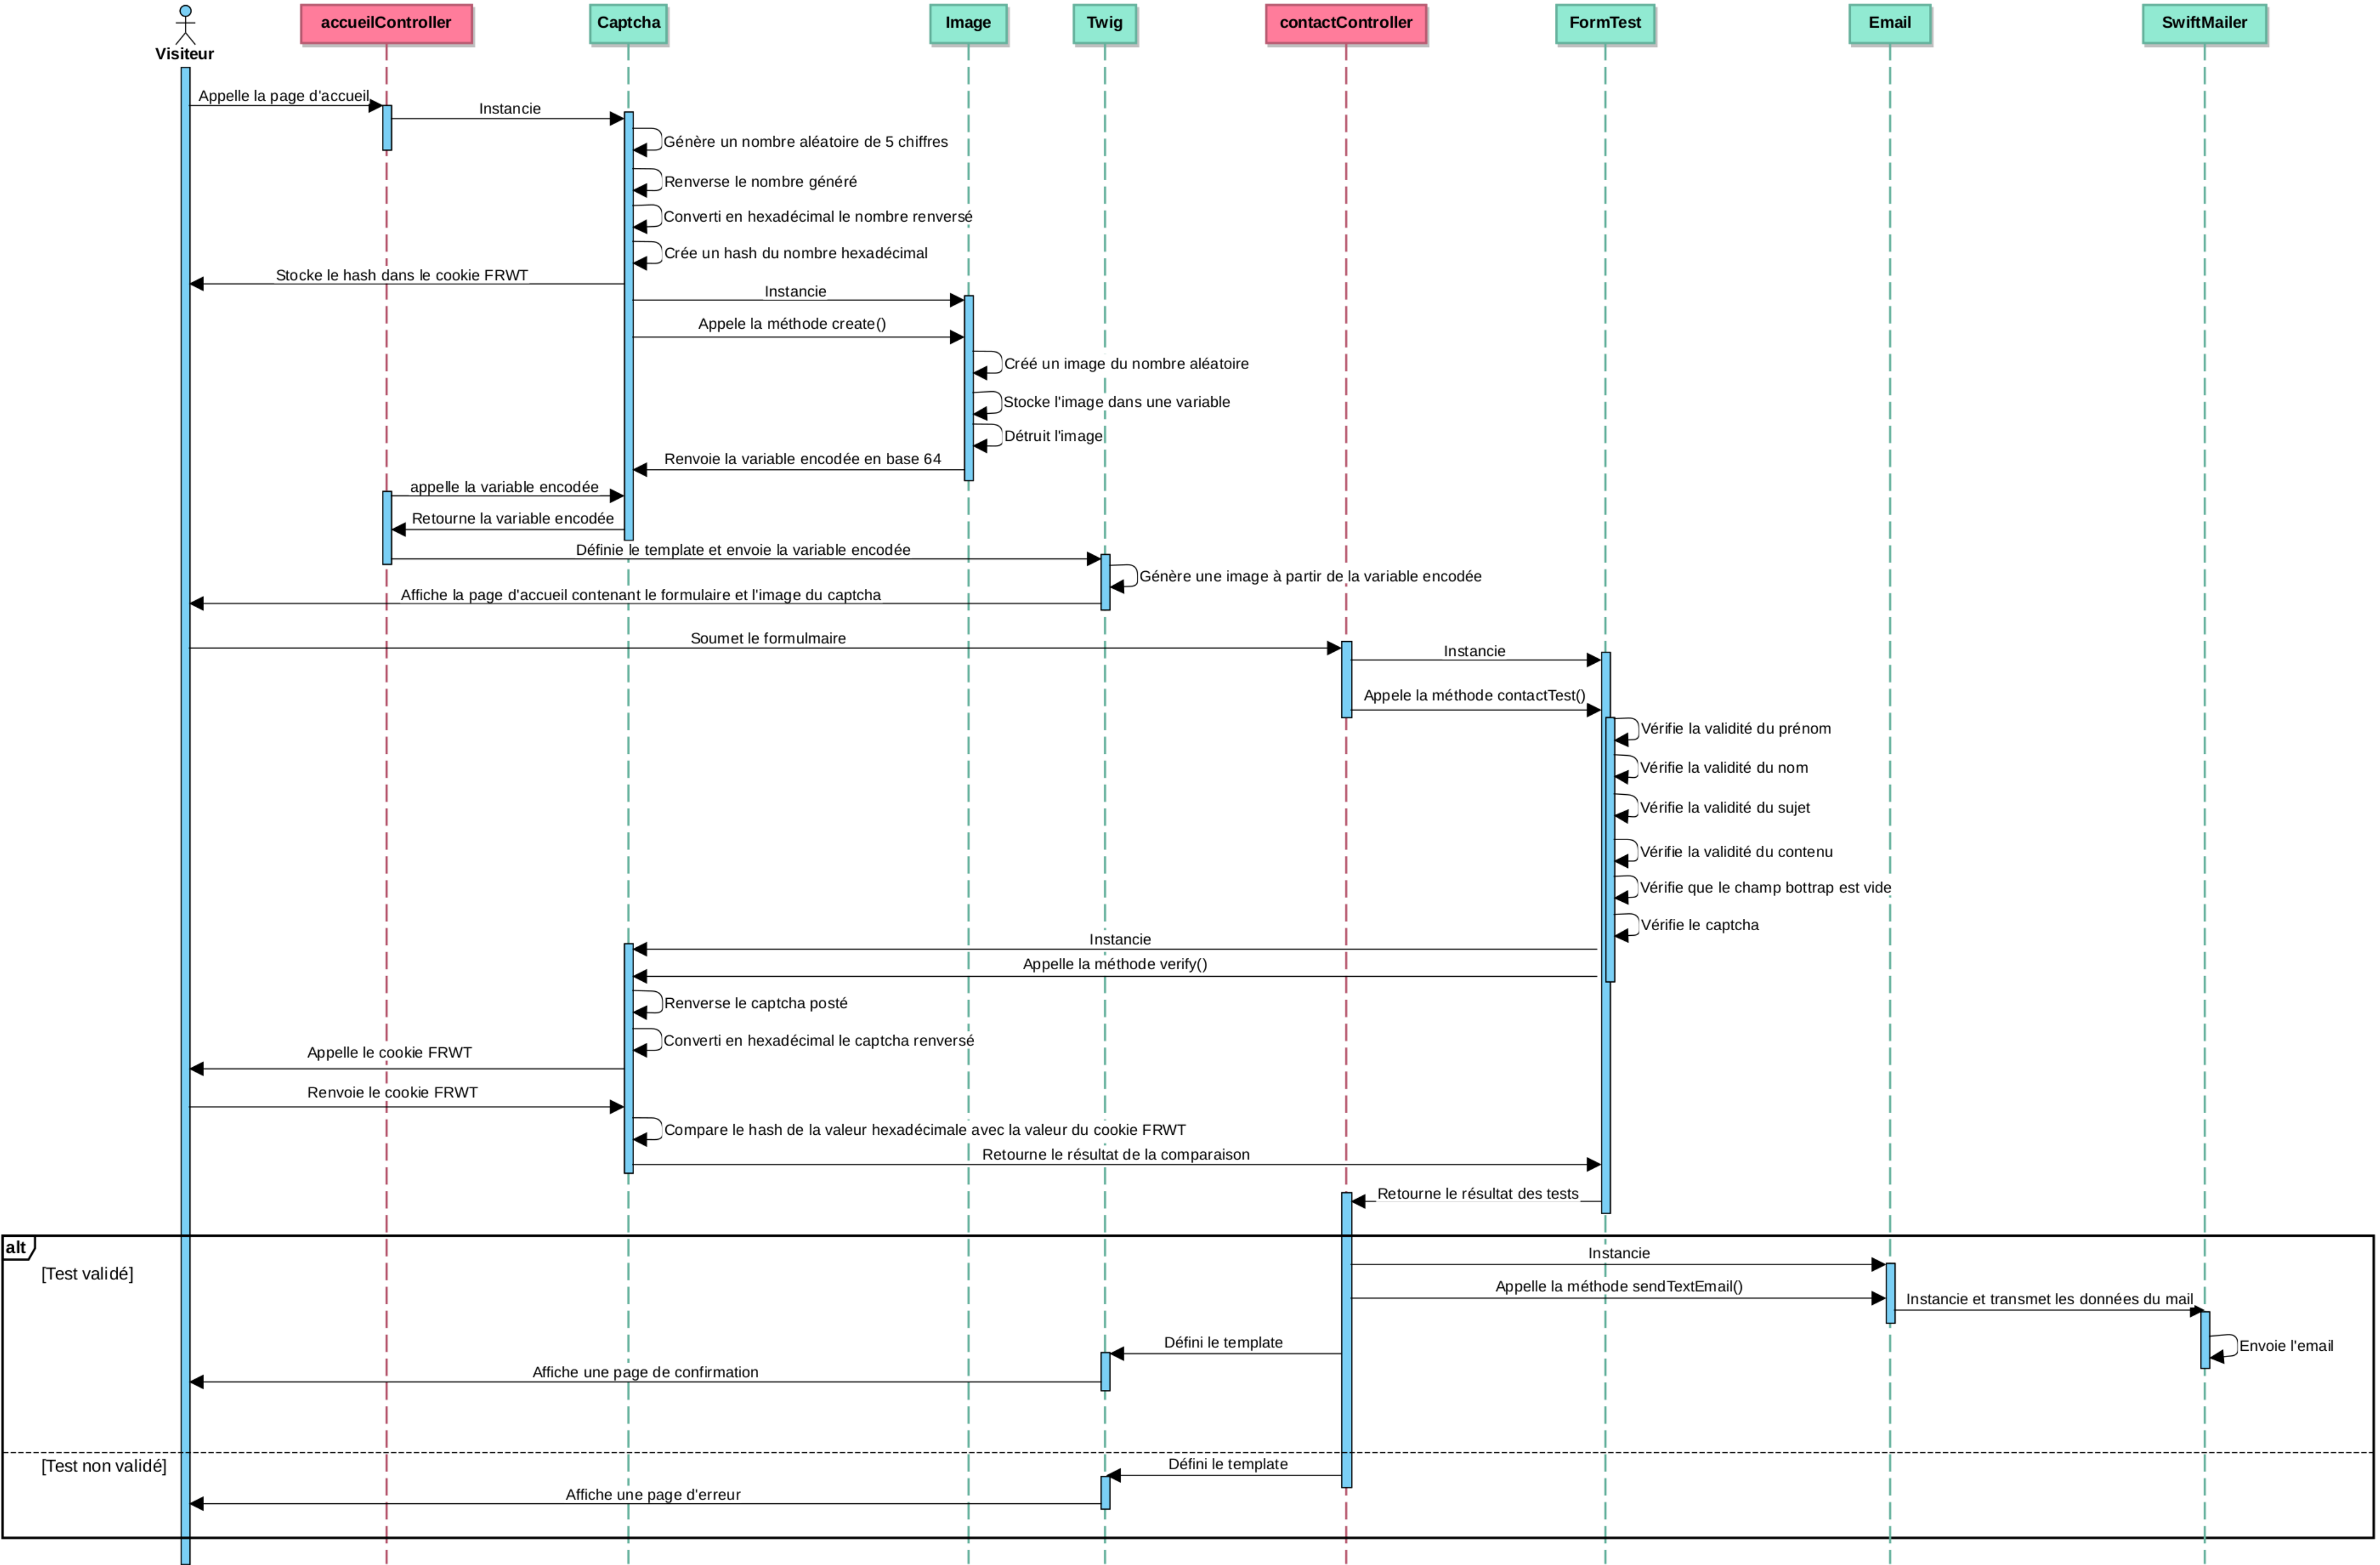 Visiteur
accueilController
Captcha
Image
Twig
contactController
FormTest
Email
SwiftMailer
Appelle la page d'accueil
Instancie
Génère un nombre aléatoire de 5 chiffres
Renverse le nombre généré
Converti en hexadécimal le nombre renversé
Crée un hash du nombre hexadécimal
Stocke le hash dans le cookie FRWT
Instancie
Appele la méthode create()
Créé un image du nombre aléatoire
Stocke l'image dans une variable
Détruit l'image
Renvoie la variable encodée en base 64
appelle la variable encodée
Retourne la variable encodée
Définie le template et envoie la variable encodée
Génère une image à partir de la variable encodée
Affiche la page d'accueil contenant le formulaire et l'image du captcha
Soumet le formulmaire
Instancie
Appele la méthode contactTest()
Vérifie la validité du prénom
Vérifie la validité du nom
Vérifie la validité du sujet
Vérifie la validité du contenu
Vérifie que le champ bottrap est vide
Vérifie le captcha
Instancie
Appelle la méthode verify()
Renverse le captcha posté
Converti en hexadécimal le captcha renversé
Appelle le cookie FRWT
Renvoie le cookie FRWT
Compare le hash de la valeur hexadécimale avec la valeur du cookie FRWT
Retourne le résultat de la comparaison
Retourne le résultat des tests
alt
[Test validé]
Instancie
Appelle la méthode sendTextEmail()
Instancie et transmet les données du mail
Envoie l'email
Défini le template
Affiche une page de confirmation
[Test non validé]
Défini le template
Affiche une page d'erreur